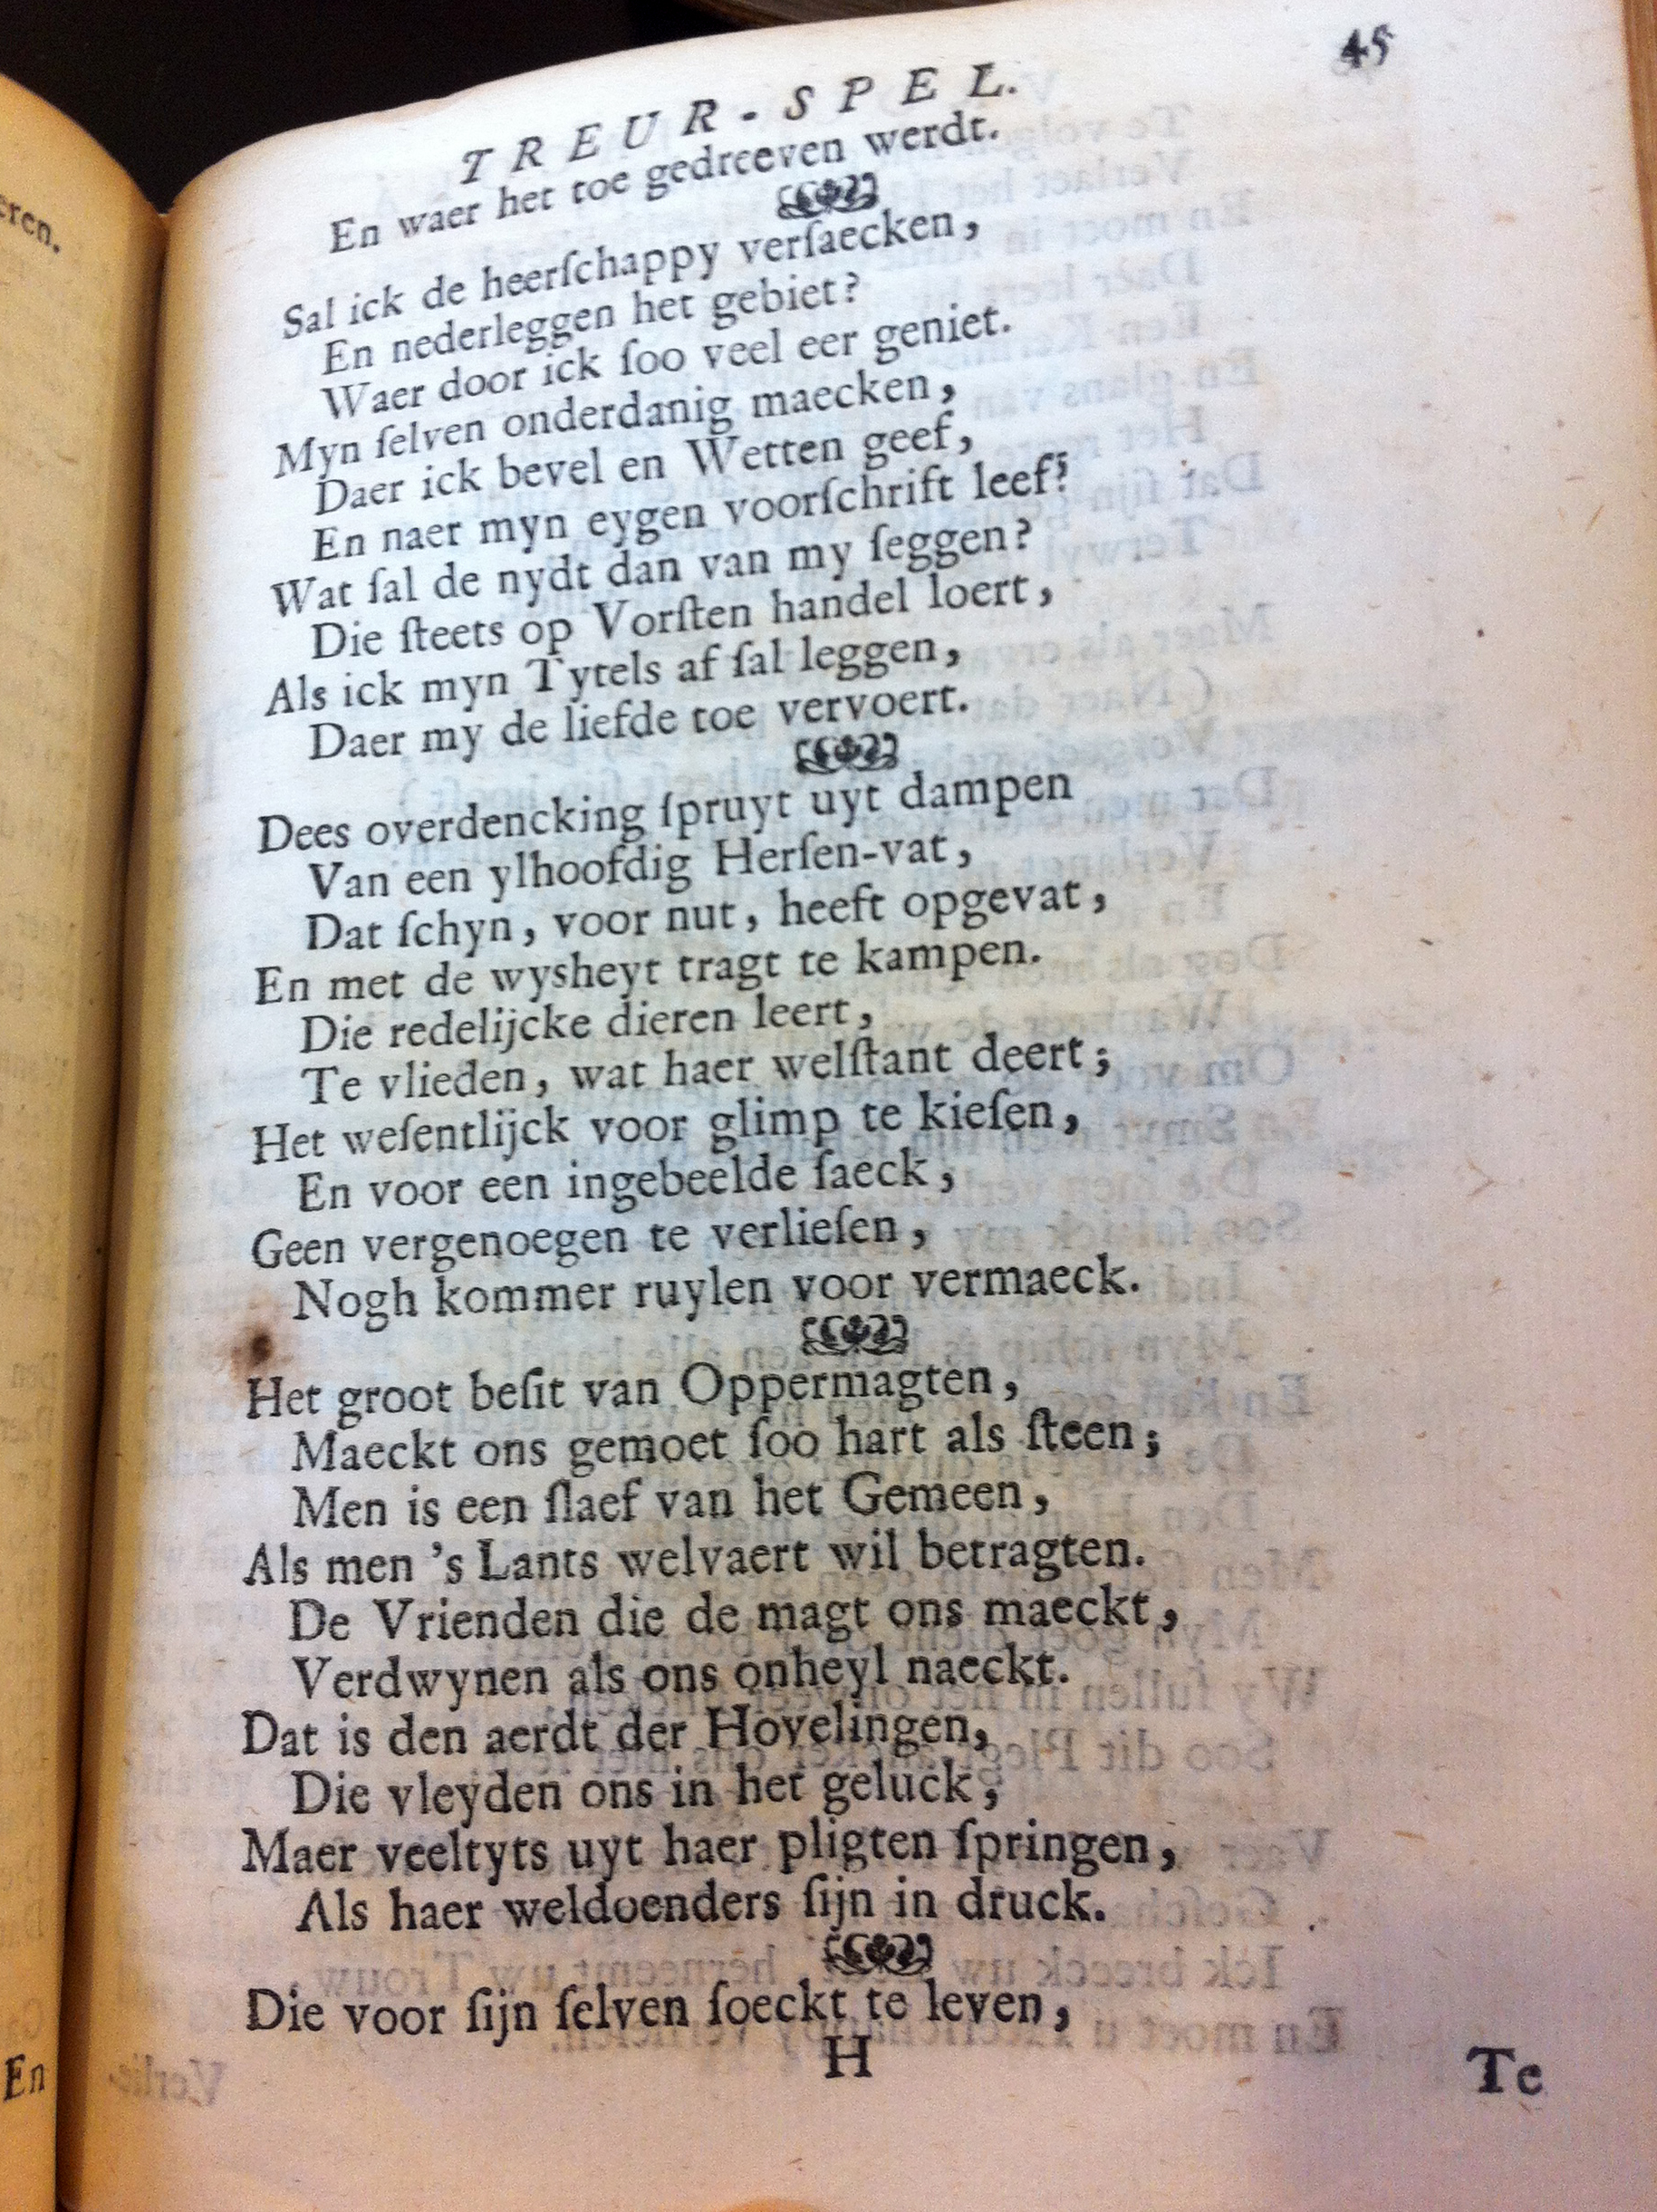 TREUR-SPEL. 45
En waer het toe gedreeven werdt.
Sal ick de heerſchappy verſaecken,
En nederleggen het gebiet?
Waer door ick ſoo veel eer geniet.
Myn ſelven onderdanig maecken,
Daer ick bevel en Wetten geef,
En naer myn eygen voorſchrift leef?
Wat ſal de nydt dan van my ſeggen?
Die ſteets op Vorſten handel loert,
Als ick myn Tytels af ſal leggen,
Daer my de liefde toe vervoert.
Dees overdencking ſpruyt uyt dampen
Van een ylhoofdig Herſen-vat,
Dat ſchyn, voor nut, heeft opgevat,
En met de wysheyt tragt te kampen.
Die redelijcke dieren leert,
Te vlieden, wat haer welſtant deert;
Het weſentlijck voor glimp te kieſen,
En voor een ingebeelde ſaeck,
Geen vergenoegen te verlieſen,
Nogh kommer ruylen voor vermaeck.
Het groot beſit van Oppermagten,
Maeckt ons gemoet ſoo hart als ſteen;
Men is een ſlaef van het Gemeen,
Als men 's Lants welvaert wil betragten.
De Vrienden die de magt ons maeckt,
Verdwynen als ons onheyl naeckt.
Dat is den aerdt der Hovelingen,
Die vleyden ons in het geluck;
Maer veeltyts uyt haer pligten ſpringen,
Als haer weldoenders ſijn in druck.
Die voor ſijn ſelven ſoeckt te leven,
H
Te
En